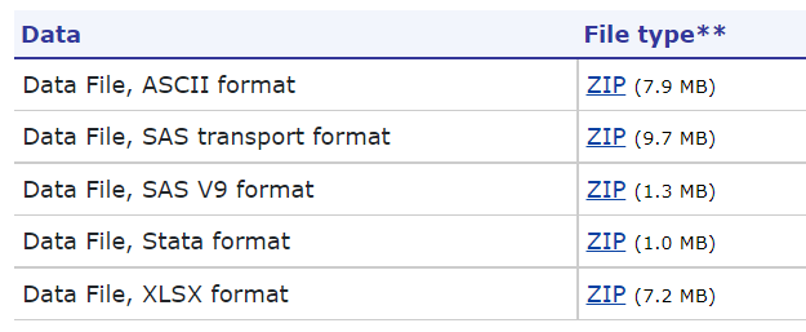 Data File type**
Data File, ASCII format ZIP (7.9 MB)
Data File, SAS transport format ZIP (9.7 MB)
Data File, SAS V9 format ZIP (1.3 MB)
Data File, Stata format ZIP (1.0 MB)
Data File, XLSX format ZIP (7.2 MB)